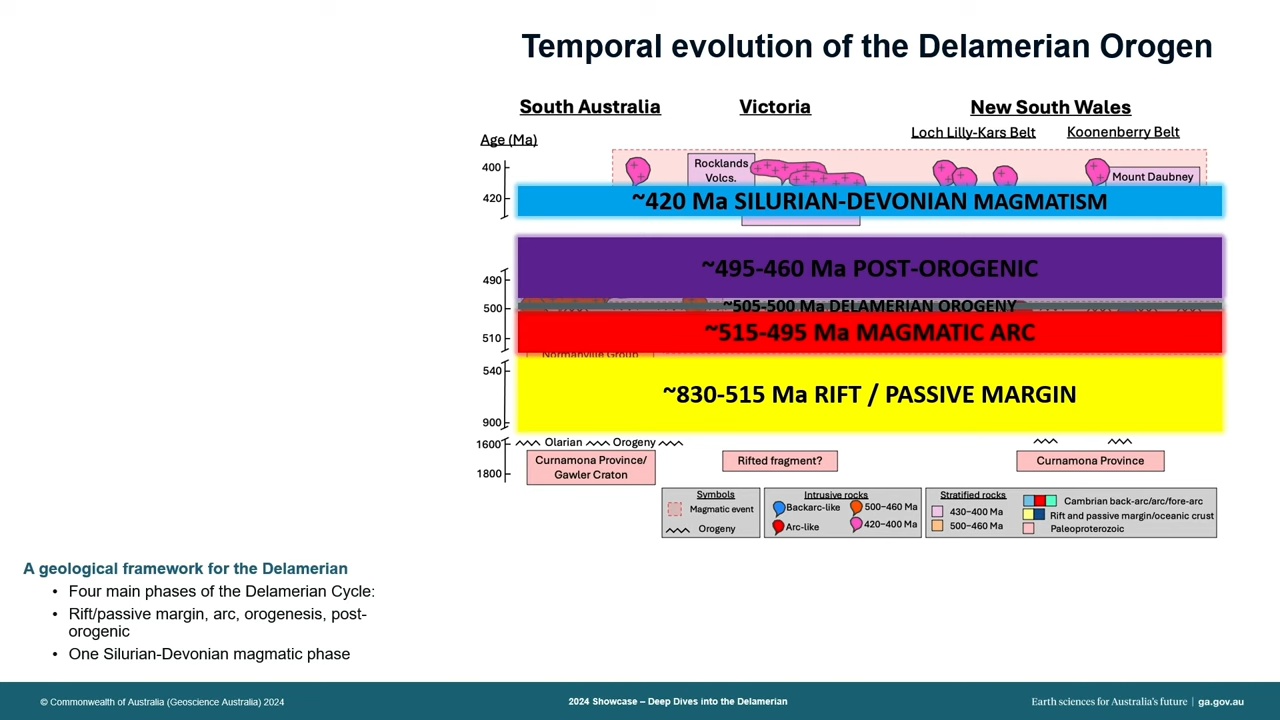 Temporal evolution of the Delamerian Orogen
South Australia
Victoria
New South Wales
Loch Lilly-Kars Belt
Koonenberry Belt
Age (Ma)
400
420
490
500
510
540
900
1600
1800
Rocklands
Volcs.
Mount Daubney
~420 Ma SILURIAN-DEVONIAN MAGMATISM
~495-460 Ma POST-OROGENIC
~505-500 Ma DELAMERIAN OROGENY
~515-495 Ma MAGMATIC ARC
Normanville Group
~830-515 Ma RIFT / PASSIVE MARGIN
Olarian Orogeny
Curnamona Province/
Gawler Craton
Rifted fragment?
Curnamona Province
Symbols
Magmatic event
Orogeny
Intrusive rocks
Backarc-like
500–460 Ma
Arc-like
420–400 Ma
Stratified rocks
430–400 Ma
500–460 Ma
Cambrian back-arc/arc/fore-arc
Rift and passive margin/oceanic crust
Paleoproterozoic
A geological framework for the Delamerian
• Four main phases of the Delamerian Cycle:
• Rift/passive margin, arc, orogenesis, post-
orogenic
• One Silurian-Devonian magmatic phase
© Commonwealth of Australia (Geoscience Australia) 2024
2024 Showcase – Deep Dives into the Delamerian
Earth sciences for Australia's future | ga.gov.au